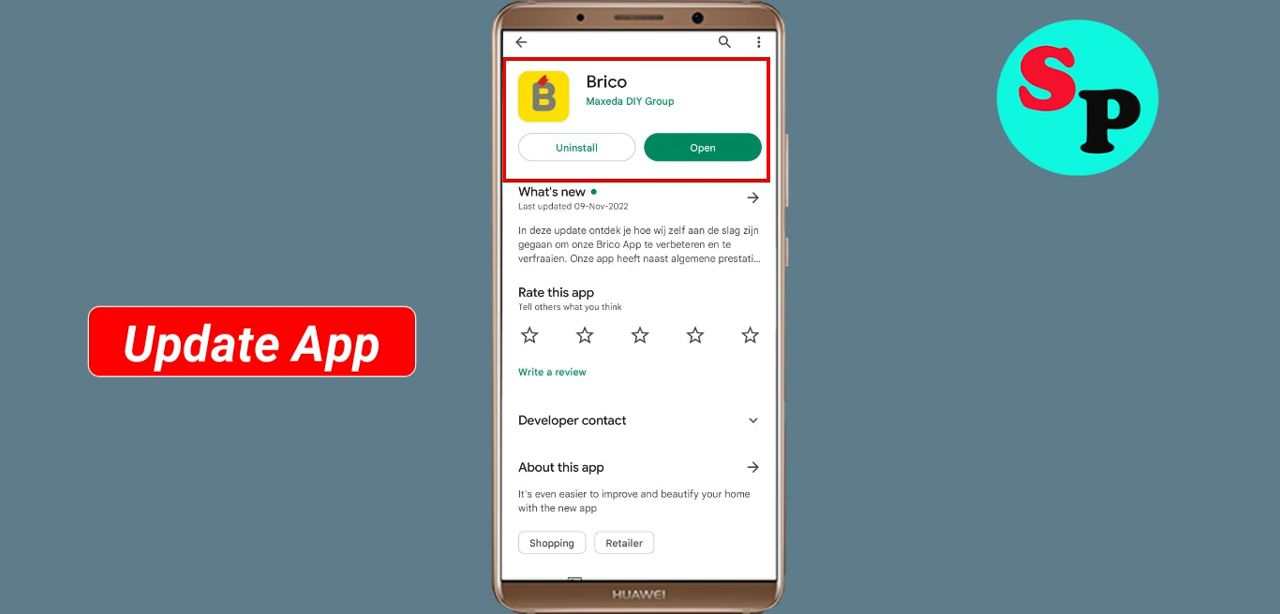 Brico
Maxeda DIY Group
Uninstall
Open
What's new
Last updated 09-Nov-2022
In deze update ontdek je hoe wij zelf aan de slag zijn
gegaan om onze Brico App te verbeteren en te
verfraaien. Onze app heeft naast algemene prestati...
Rate this app
Tell others what you think
Write a review
Developer contact
About this app
It's even easier to improve and beautify your home
with the new app
Shopping
Retailer
HUAWEI
Update App
SP
B